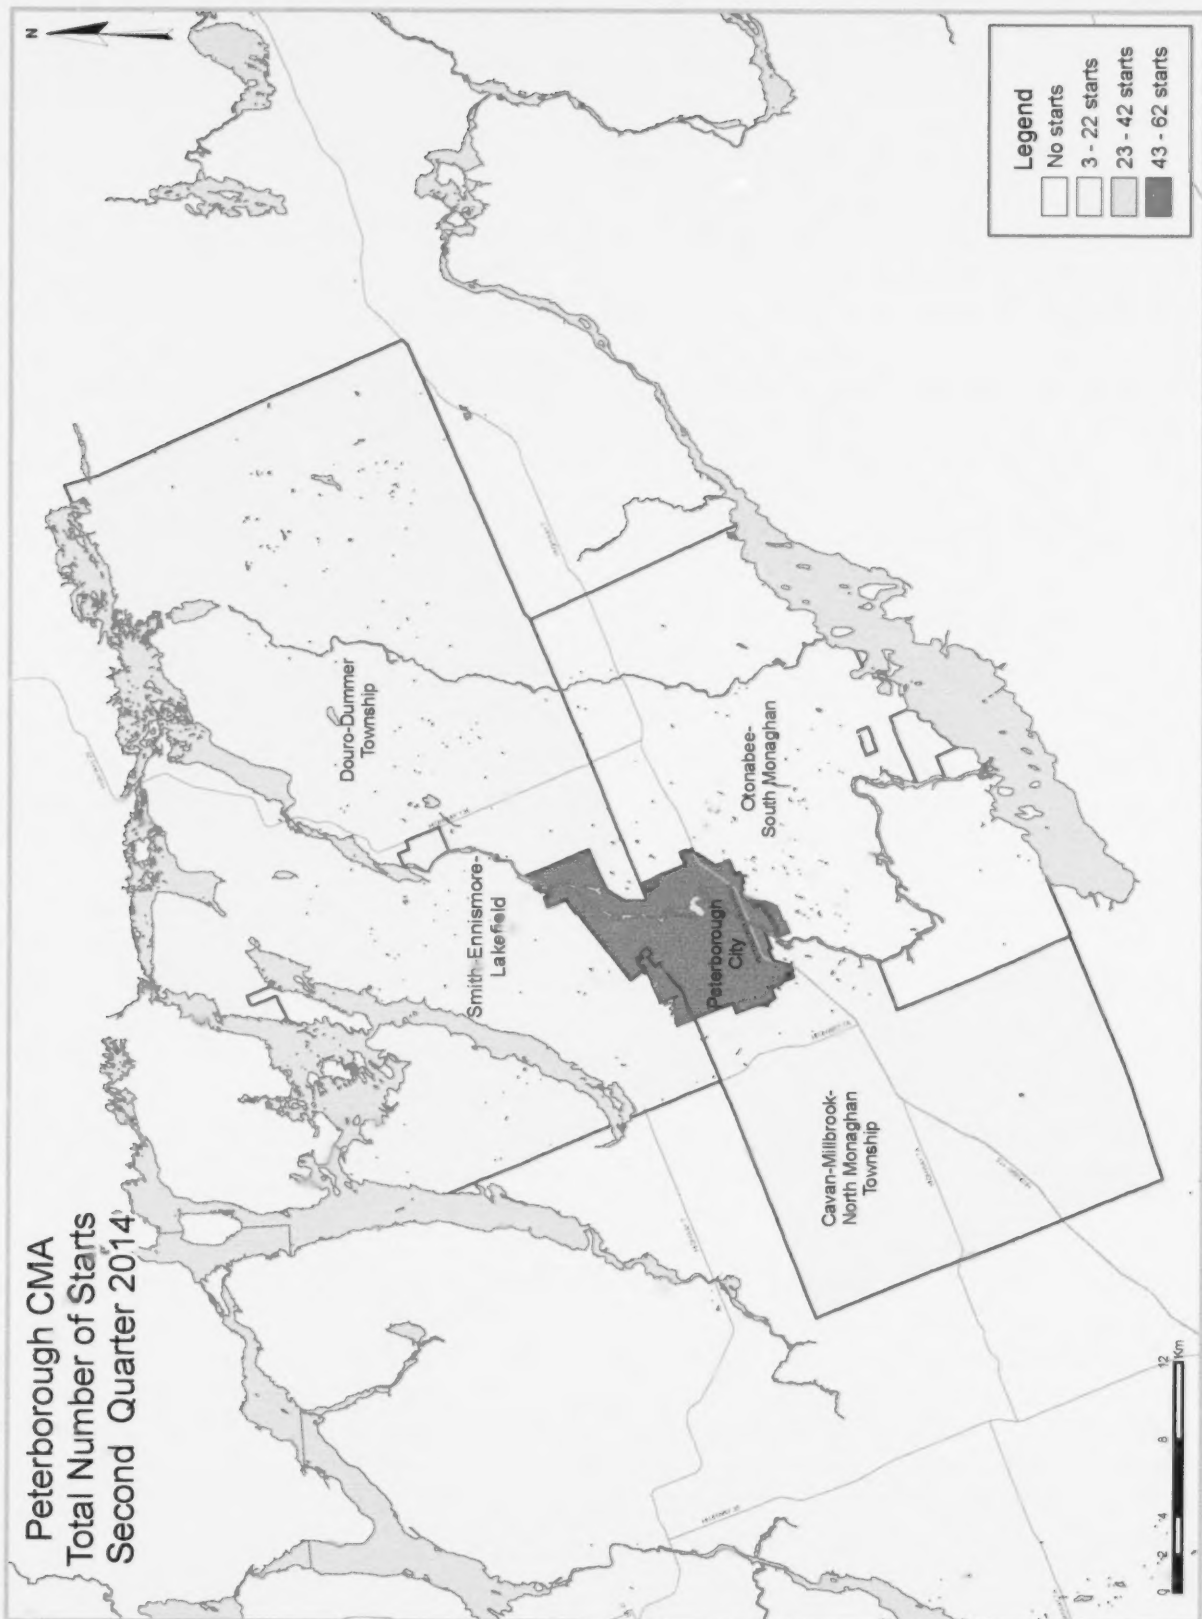 Peterborough CMA
Total Number of Starts
Second Quarter 2014
N
Douro-Dummer
Township
Smith-Ennismore-
Lakefield
Otonabee-
South Monaghan
Peterborough
City
Cavan-Millbrook-
North Monaghan
Township
Legend
No starts
3 - 22 starts
23 - 42 starts
43 - 62 starts
0 2 4 8 12
Km